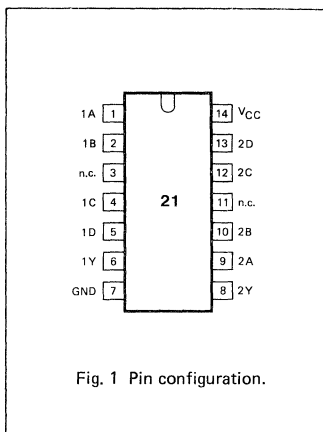 1A 1 14 VCC
1B 2 13 2D
n.c. 3 12 2C
1C 4 21 11 n.c.
1D 5 10 2B
1Y 6 9 2A
GND 7 8 2Y
Fig. 1 Pin configuration.